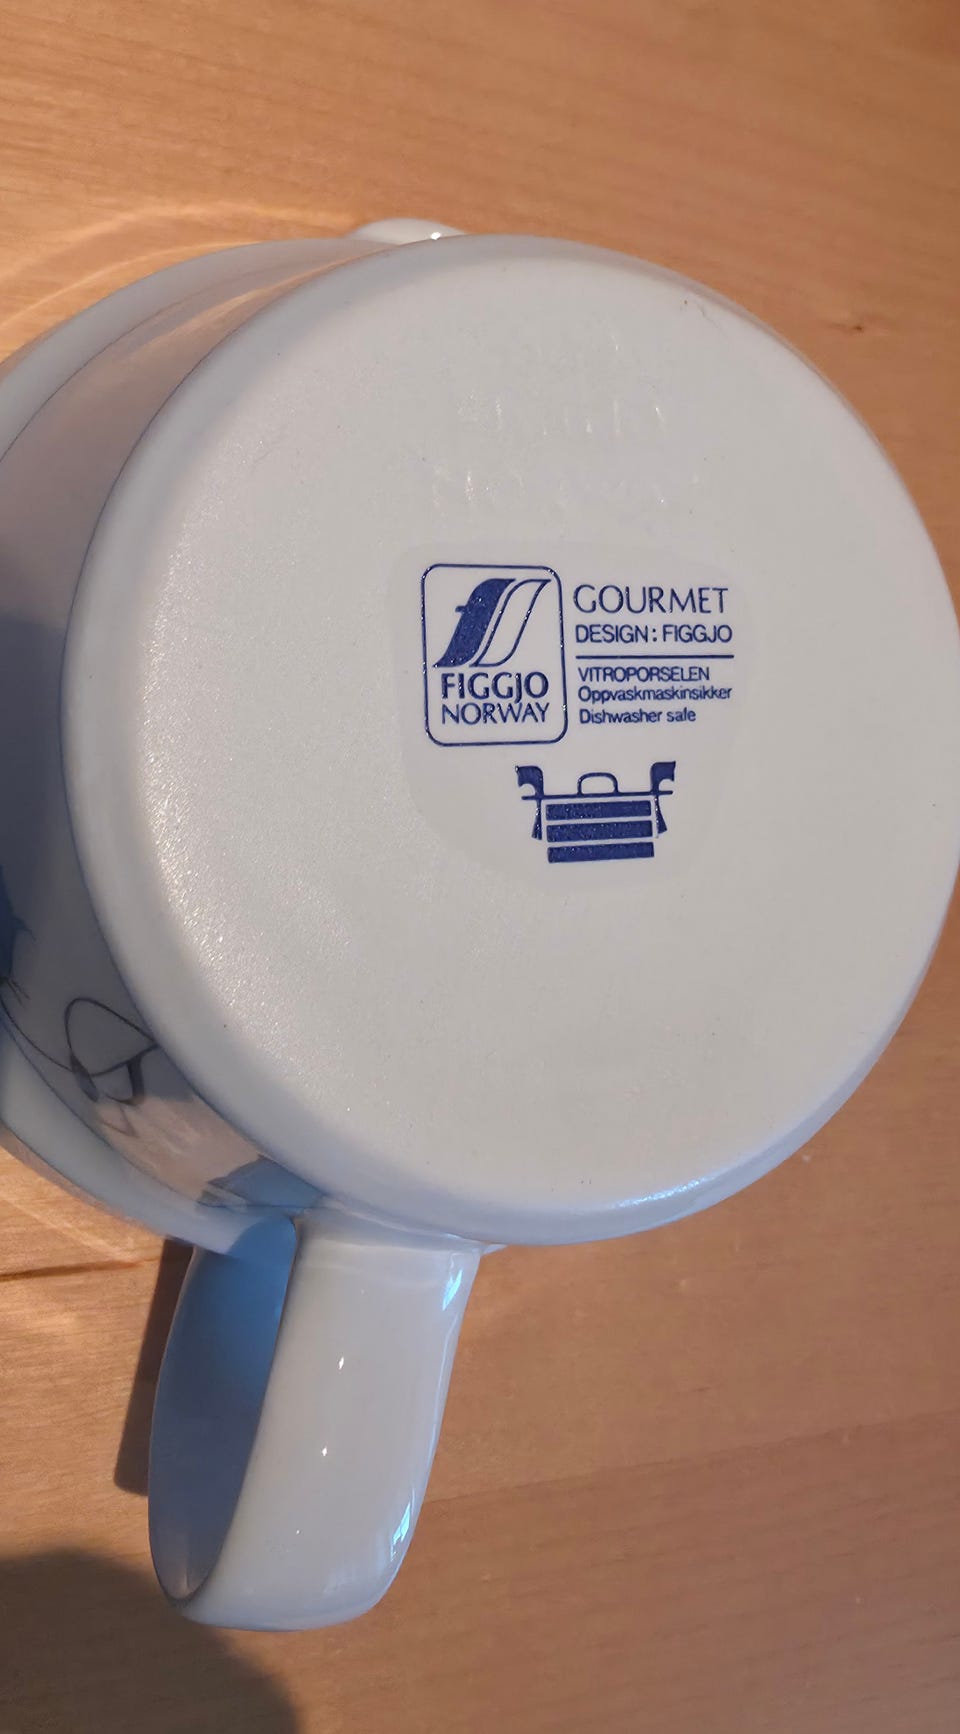 FIGGJO
NORWAY
GOURMET
DESIGN: FIGGJO
VITROPORSELEN
Oppvaskmaskinsikker
Dishwasher safe